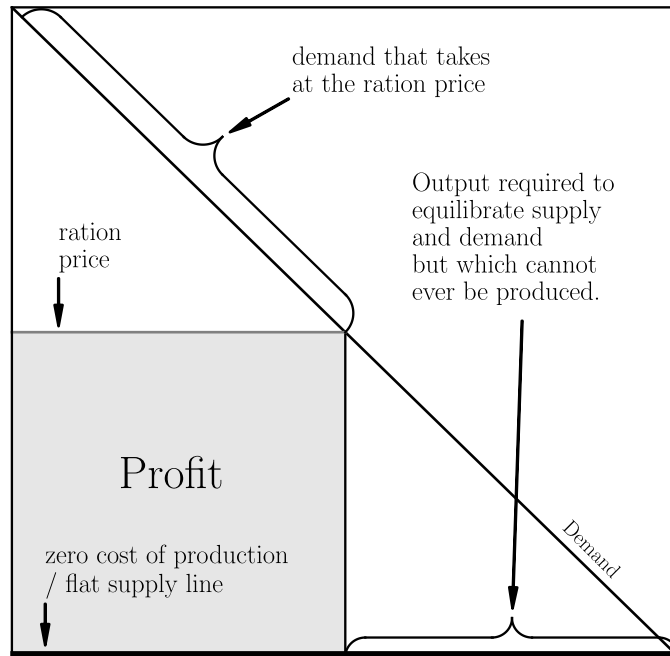 demand that takes
at the ration price
Output required to
equilibrate supply
and demand
but which cannot
ever be produced.
ration
price
Profit
Demand
zero cost of production
/ flat supply line